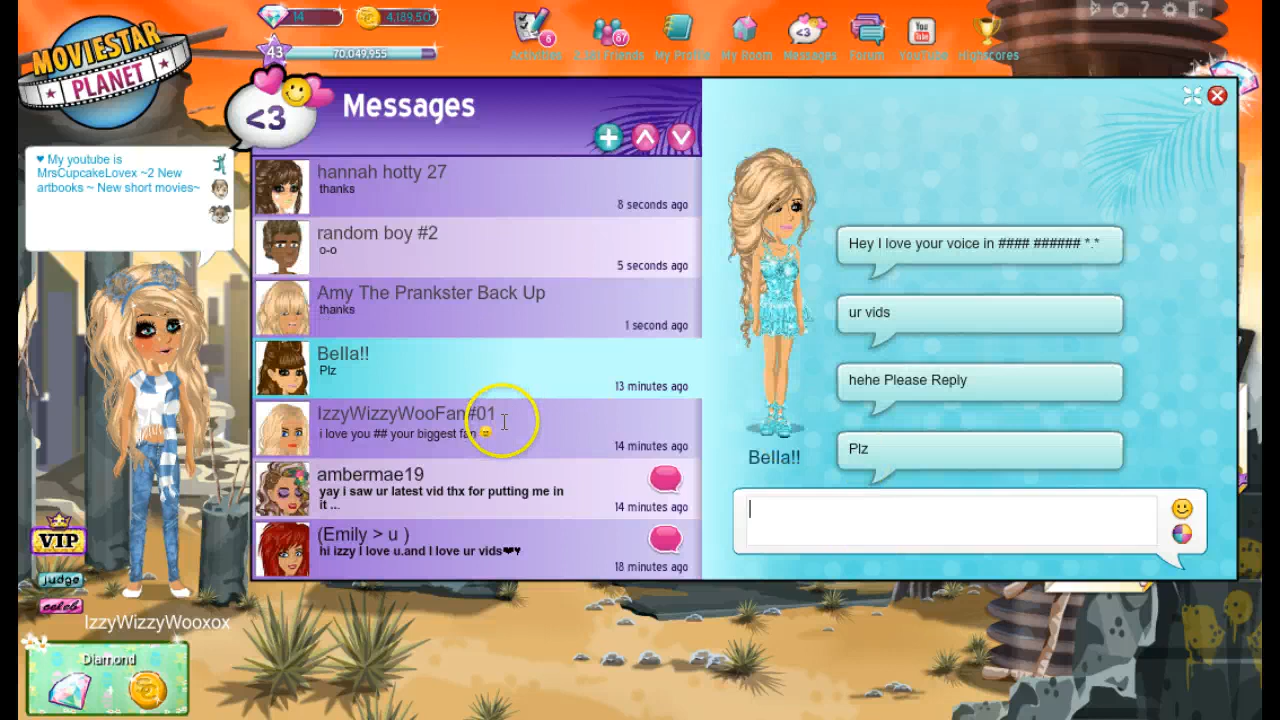 MOVIESTAR
PLANET
14
4,189,50
43
70,049,955
6
87
<3
Activities
Friends
My Profile
My Room
Messages
Forum
YouTube
Highscores
You
Tube
♥ My youtube is
MrsCupcakeLovex ~2 New
artbooks ~ New short movies~
<3
Messages
hannah hotty 27
thanks
8 seconds ago
random boy #2
o-o
5 seconds ago
Amy The Prankster Back Up
thanks
1 second ago
Bella!!
Plz
13 minutes ago
IzzyWizzyWooFan#01
i love you ## your biggest fan
14 minutes ago
ambermae19
yay i saw ur latest vid thx for putting me in
it ...
14 minutes ago
(Emily > u )
hi izzy I love u.and I love ur vids❤♥
18 minutes ago
Hey I love your voice in #### ###### *.*
ur vids
hehe Please Reply
Plz
Bella!!
VIP
judge
celeb
IzzyWizzyWooxox
Diamond